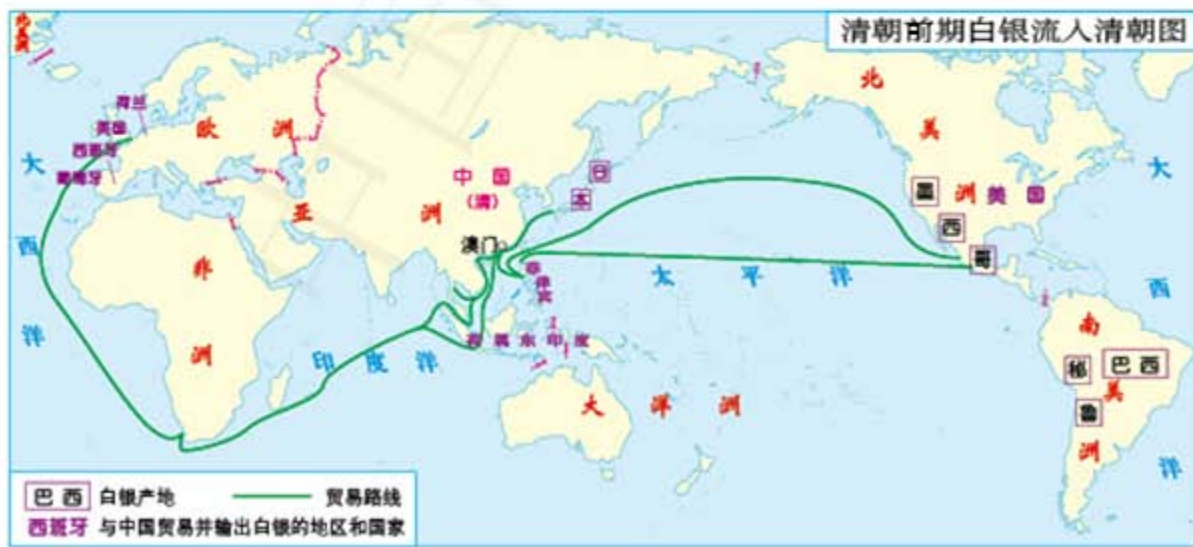 清朝前期白银流入清朝图
北美洲
荷兰
英国
西班牙
葡萄牙
欧洲
亚洲
中国
(清)
日本
澳门
菲律宾
荷属东印度
非洲
大西洋
印度洋
太平洋
大洋洲
北美洲
美国
墨西哥
大西洋
南美洲
秘鲁
巴西
巴西 白银产地 贸易路线
西班牙 与中国贸易并输出白银的地区和国家